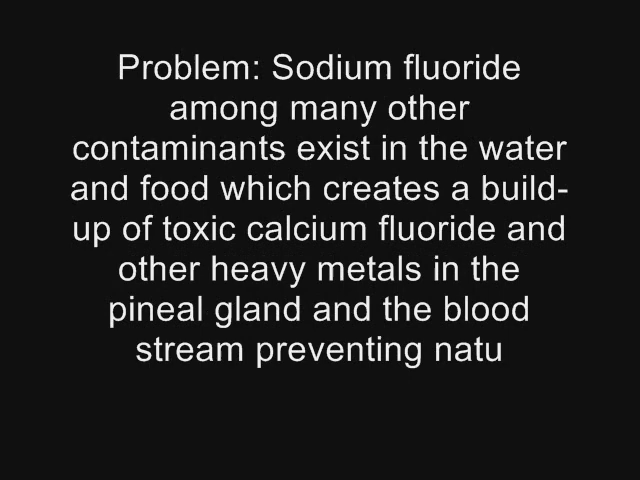 Problem: Sodium fluoride
among many other
contaminants exist in the water
and food which creates a build-
up of toxic calcium fluoride and
other heavy metals in the
pineal gland and the blood
stream preventing natu